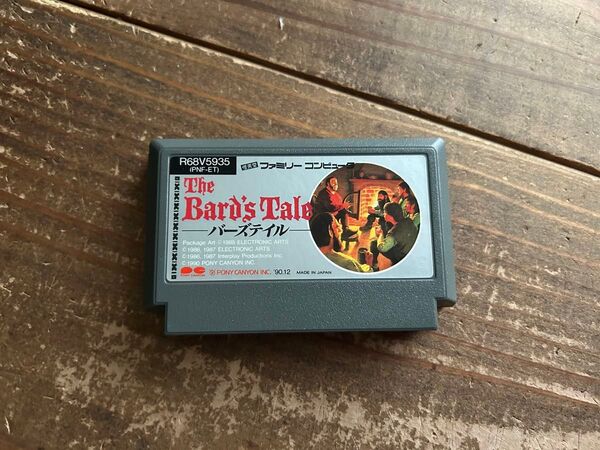 R68V5935
(PNF-ET)
ファミリー コンピュータ
The
Bard's Tale
バーズテイル
Package Art ©1985 ELECTRONIC ARTS
©1986, 1987 ELECTRONIC ARTS
©1986, 1987 Interplay Productions Inc.
©1990 PONY CANYON INC.
PONY CANYON INC. '90.12 MADE IN JAPAN